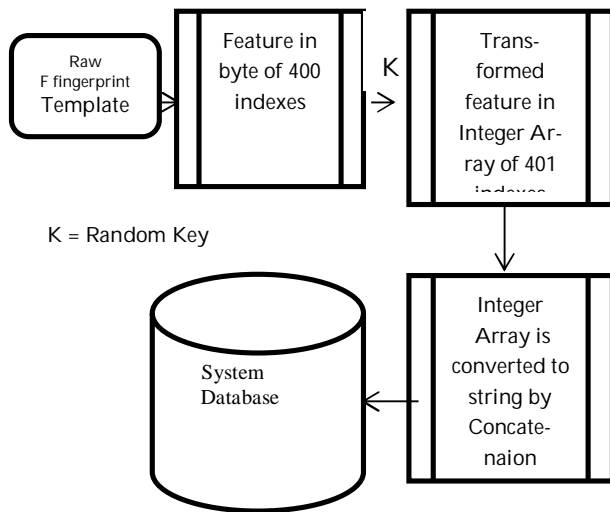 Raw
F fingerprint
Template
Feature in
byte of 400
indexes
K
Trans-
formed
feature in
Integer Ar-
ray of 401
indexes
K = Random Key
Integer
Array is
converted to
string by
Concate-
naion
System
Database